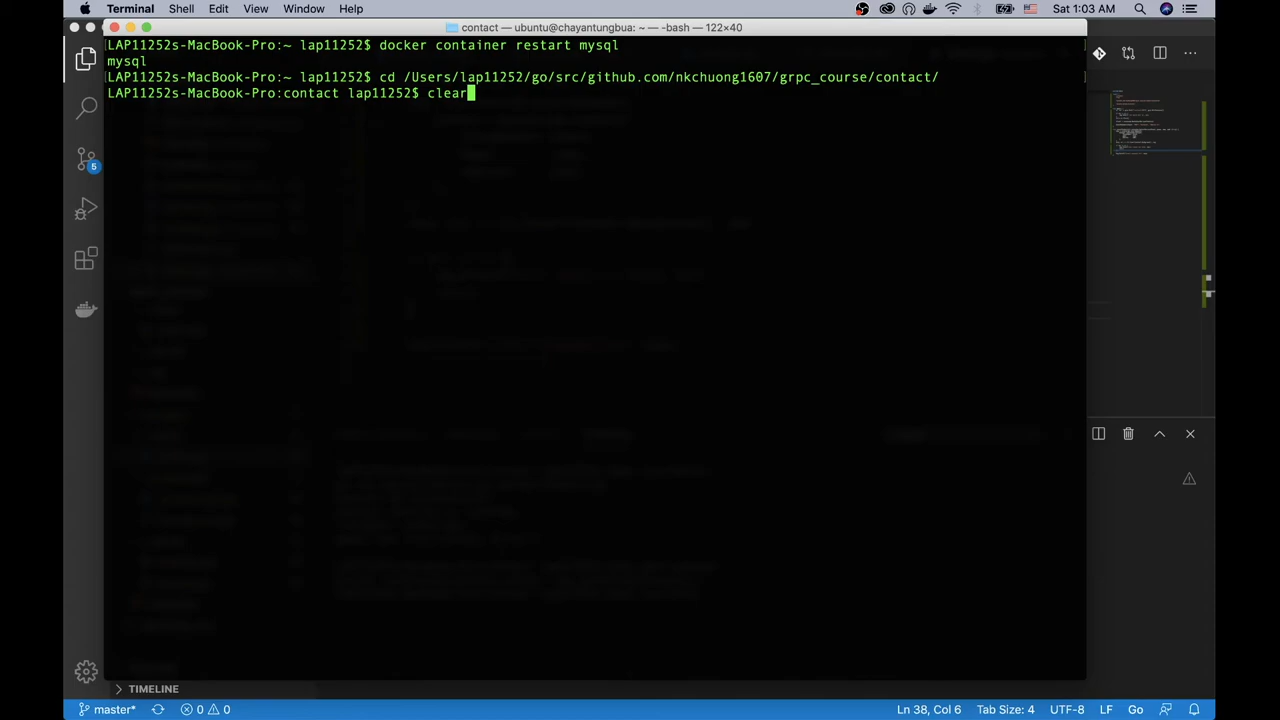 Terminal Shell Edit View Window Help Sat 1:03 AM
contact — ubuntu@chayantungbua: ~ — -bash — 122×40
LAP11252s-MacBook-Pro:~ lap11252$ docker container restart mysql
mysql
LAP11252s-MacBook-Pro:~ lap11252$ cd /Users/lap11252/go/src/github.com/nkchuong1607/grpc_course/contact/
LAP11252s-MacBook-Pro:contact lap11252$ clear
5
TIMELINE
master* 0 0 Ln 38, Col 6 Tab Size: 4 UTF-8 LF Go